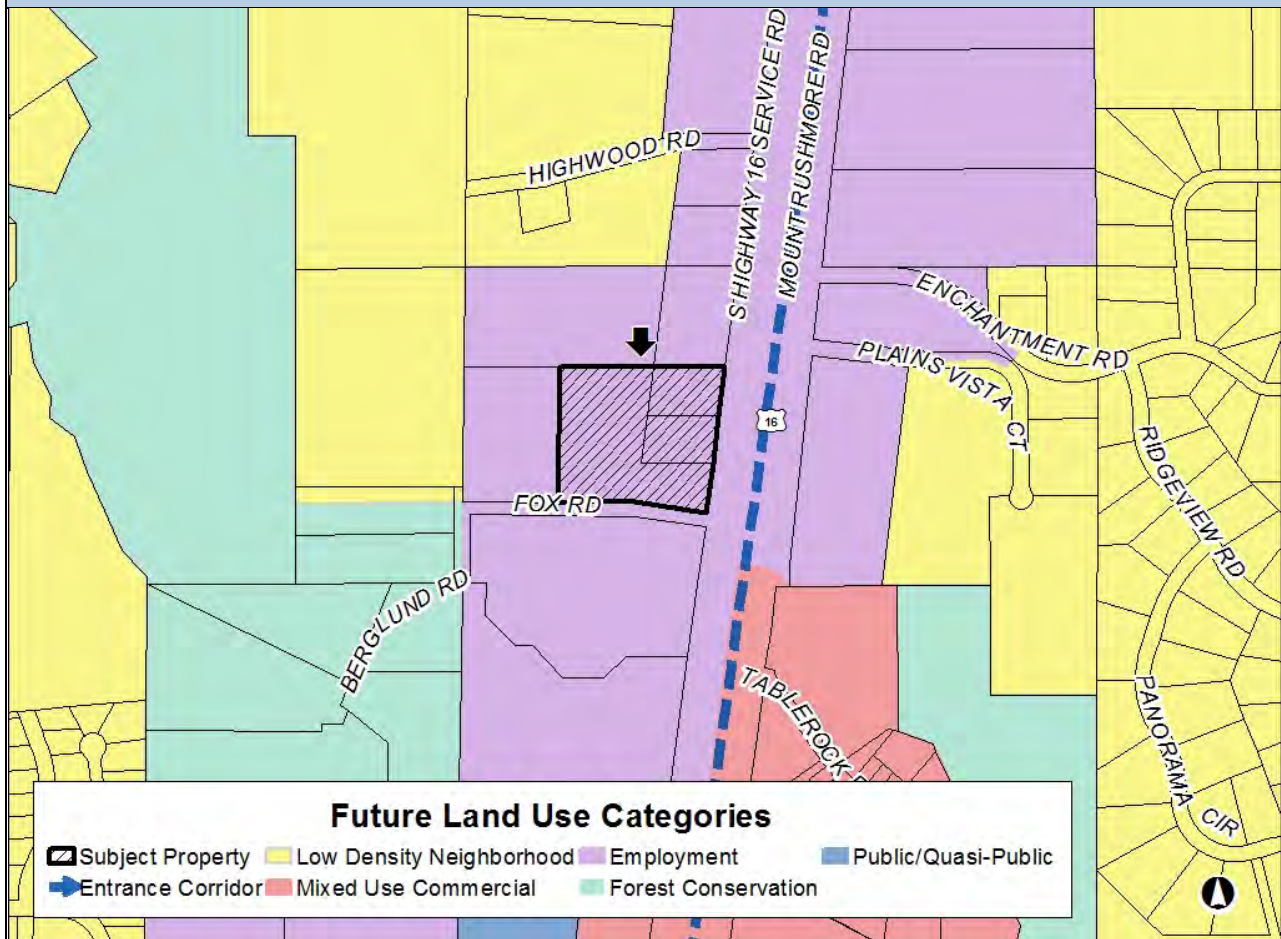 S HIGHWAY 16 SERVICE RD
MOUNT RUSHMORE RD
HIGHWOOD RD
ENCHANTMENT RD
PLAINS VISTA CT
16
FOX RD
RIDGEVIEW RD
BERGLUND RD
TABLEROCK
PANORAMA CIR
Future Land Use Categories
Subject Property Low Density Neighborhood Employment Public/Quasi-Public
Entrance Corridor Mixed Use Commercial Forest Conservation